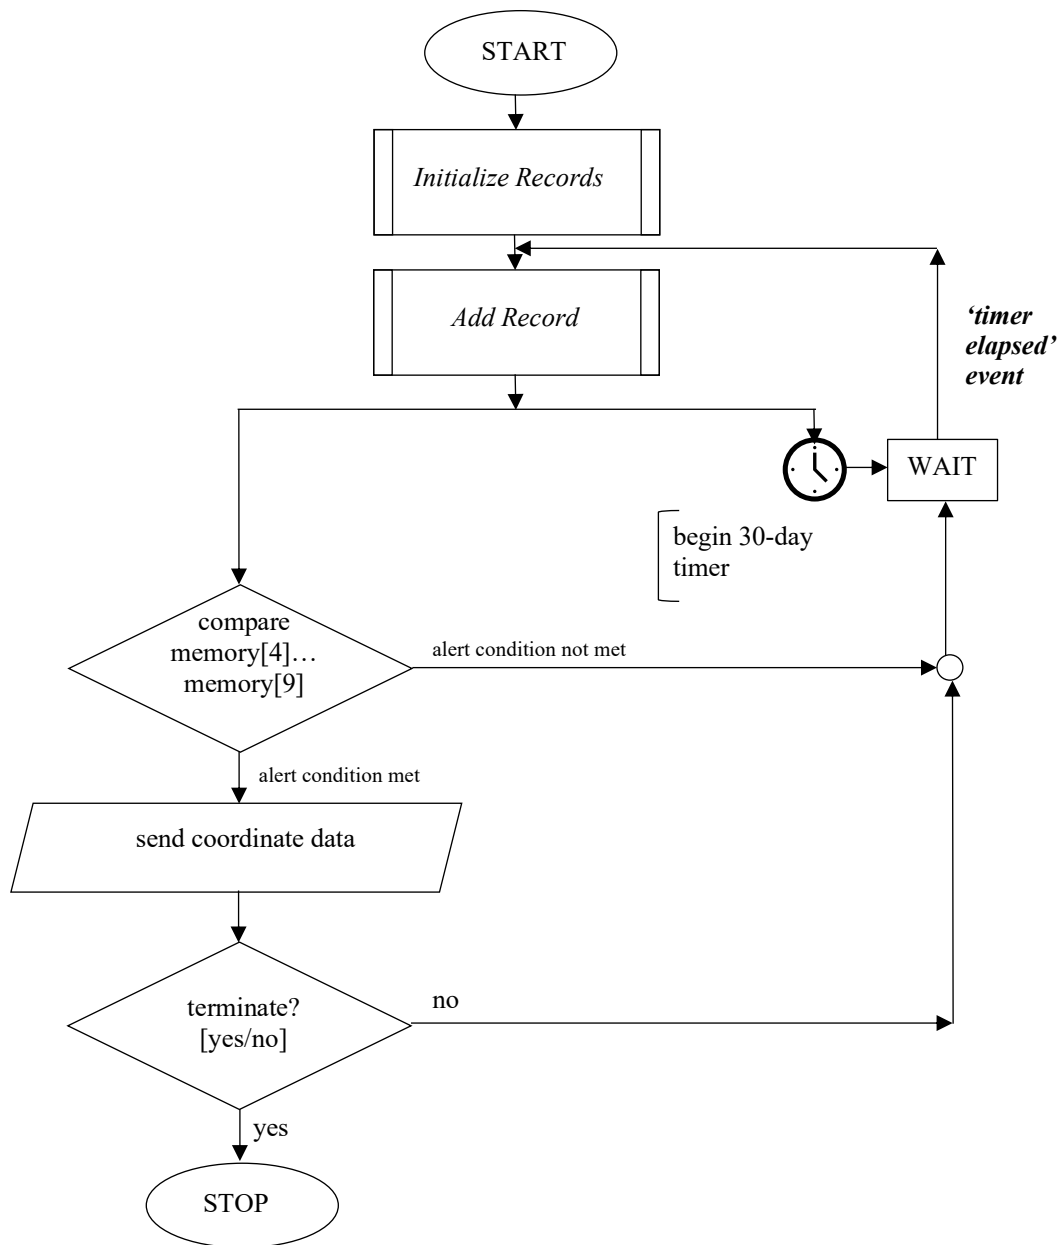 START
Initialize Records
Add Record
‘timer
elapsed’
event
WAIT
begin 30-day
timer
compare
memory[4]…
memory[9]
alert condition not met
alert condition met
send coordinate data
terminate?
[yes/no]
no
yes
STOP